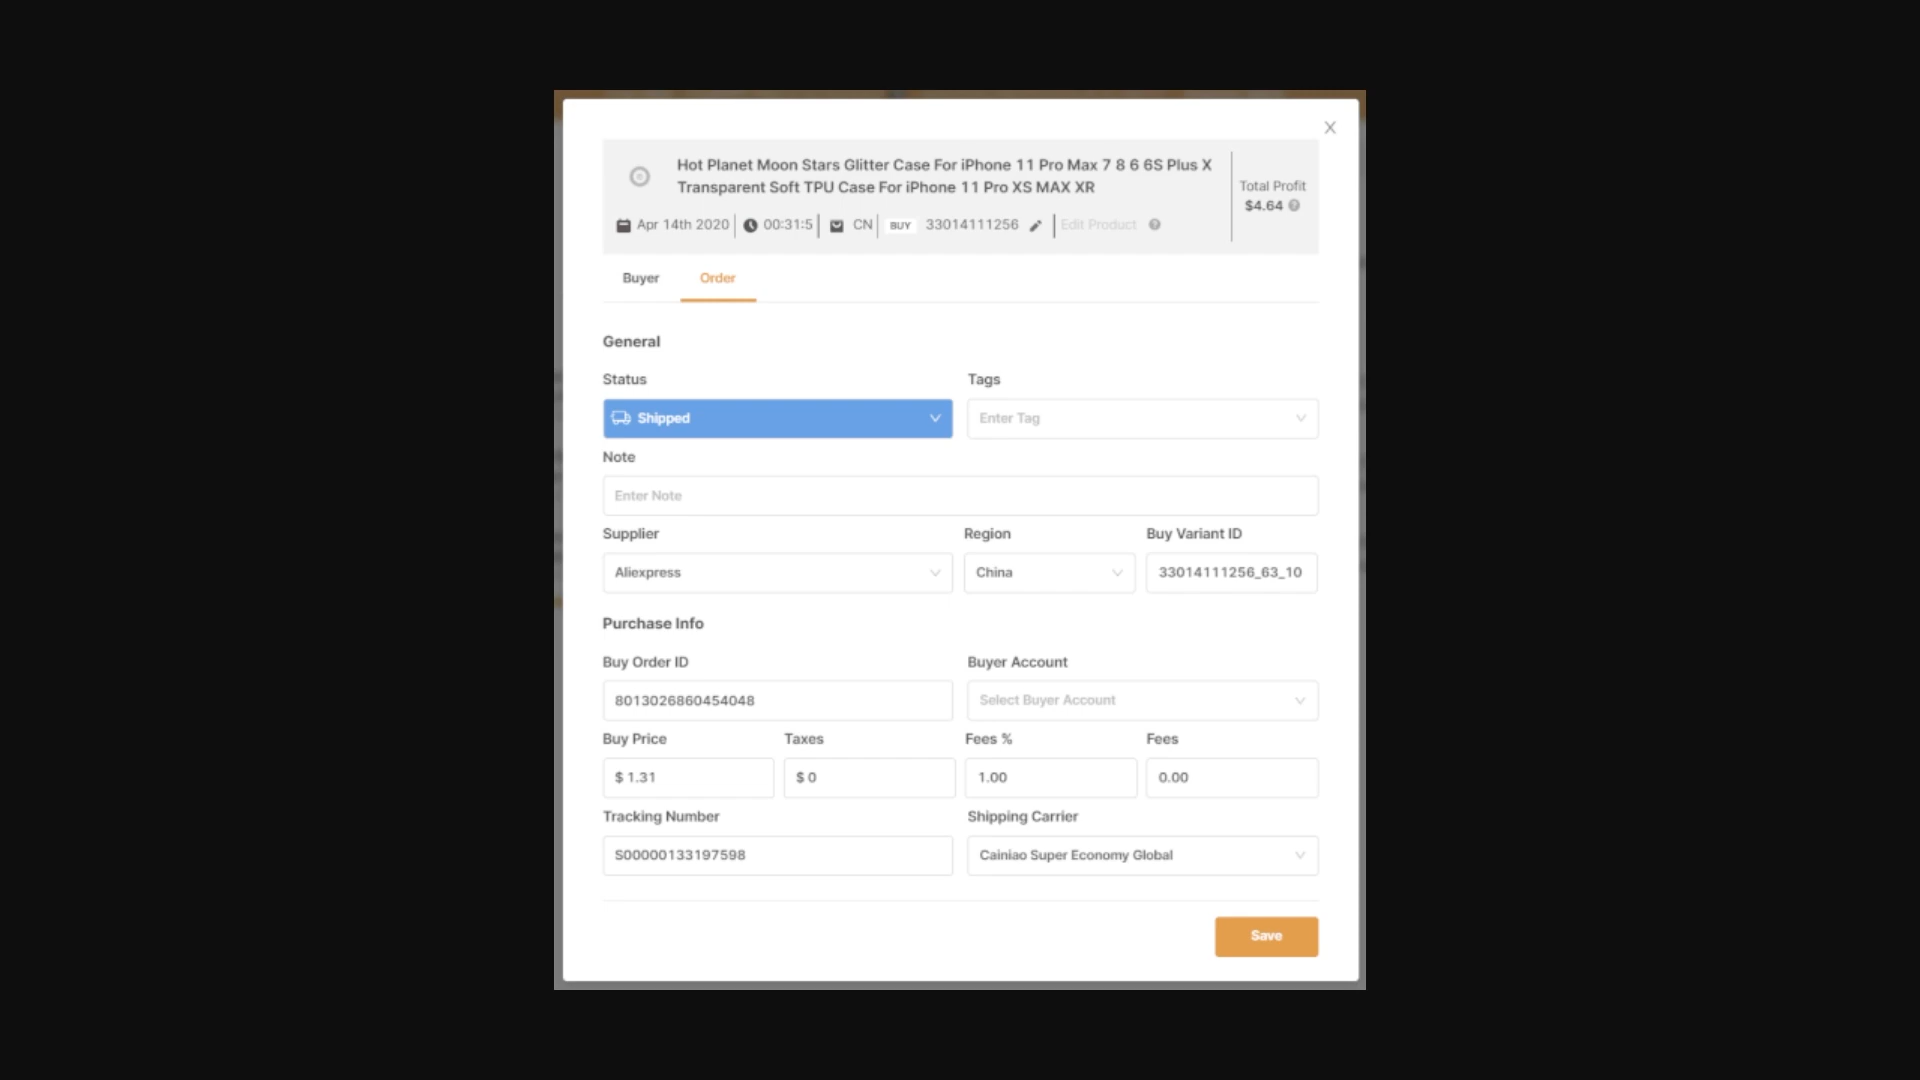 Hot Planet Moon Stars Glitter Case For iPhone 11 Pro Max 7 8 6 6S Plus X
Transparent Soft TPU Case For iPhone 11 Pro XS MAX XR
Total Profit
$4.64
Apr 14th 2020 00:31:5 CN BUY 33014111256 Edit Product
Buyer Order
General
Status Tags
Shipped Enter Tag
Note
Enter Note
Supplier Region Buy Variant ID
Aliexpress China 33014111256_63_10
Purchase Info
Buy Order ID Buyer Account
8013026860454048 Select Buyer Account
Buy Price Taxes Fees % Fees
$ 1.31 $ 0 1.00 0.00
Tracking Number Shipping Carrier
S00000133197598 Cainiao Super Economy Global
Save